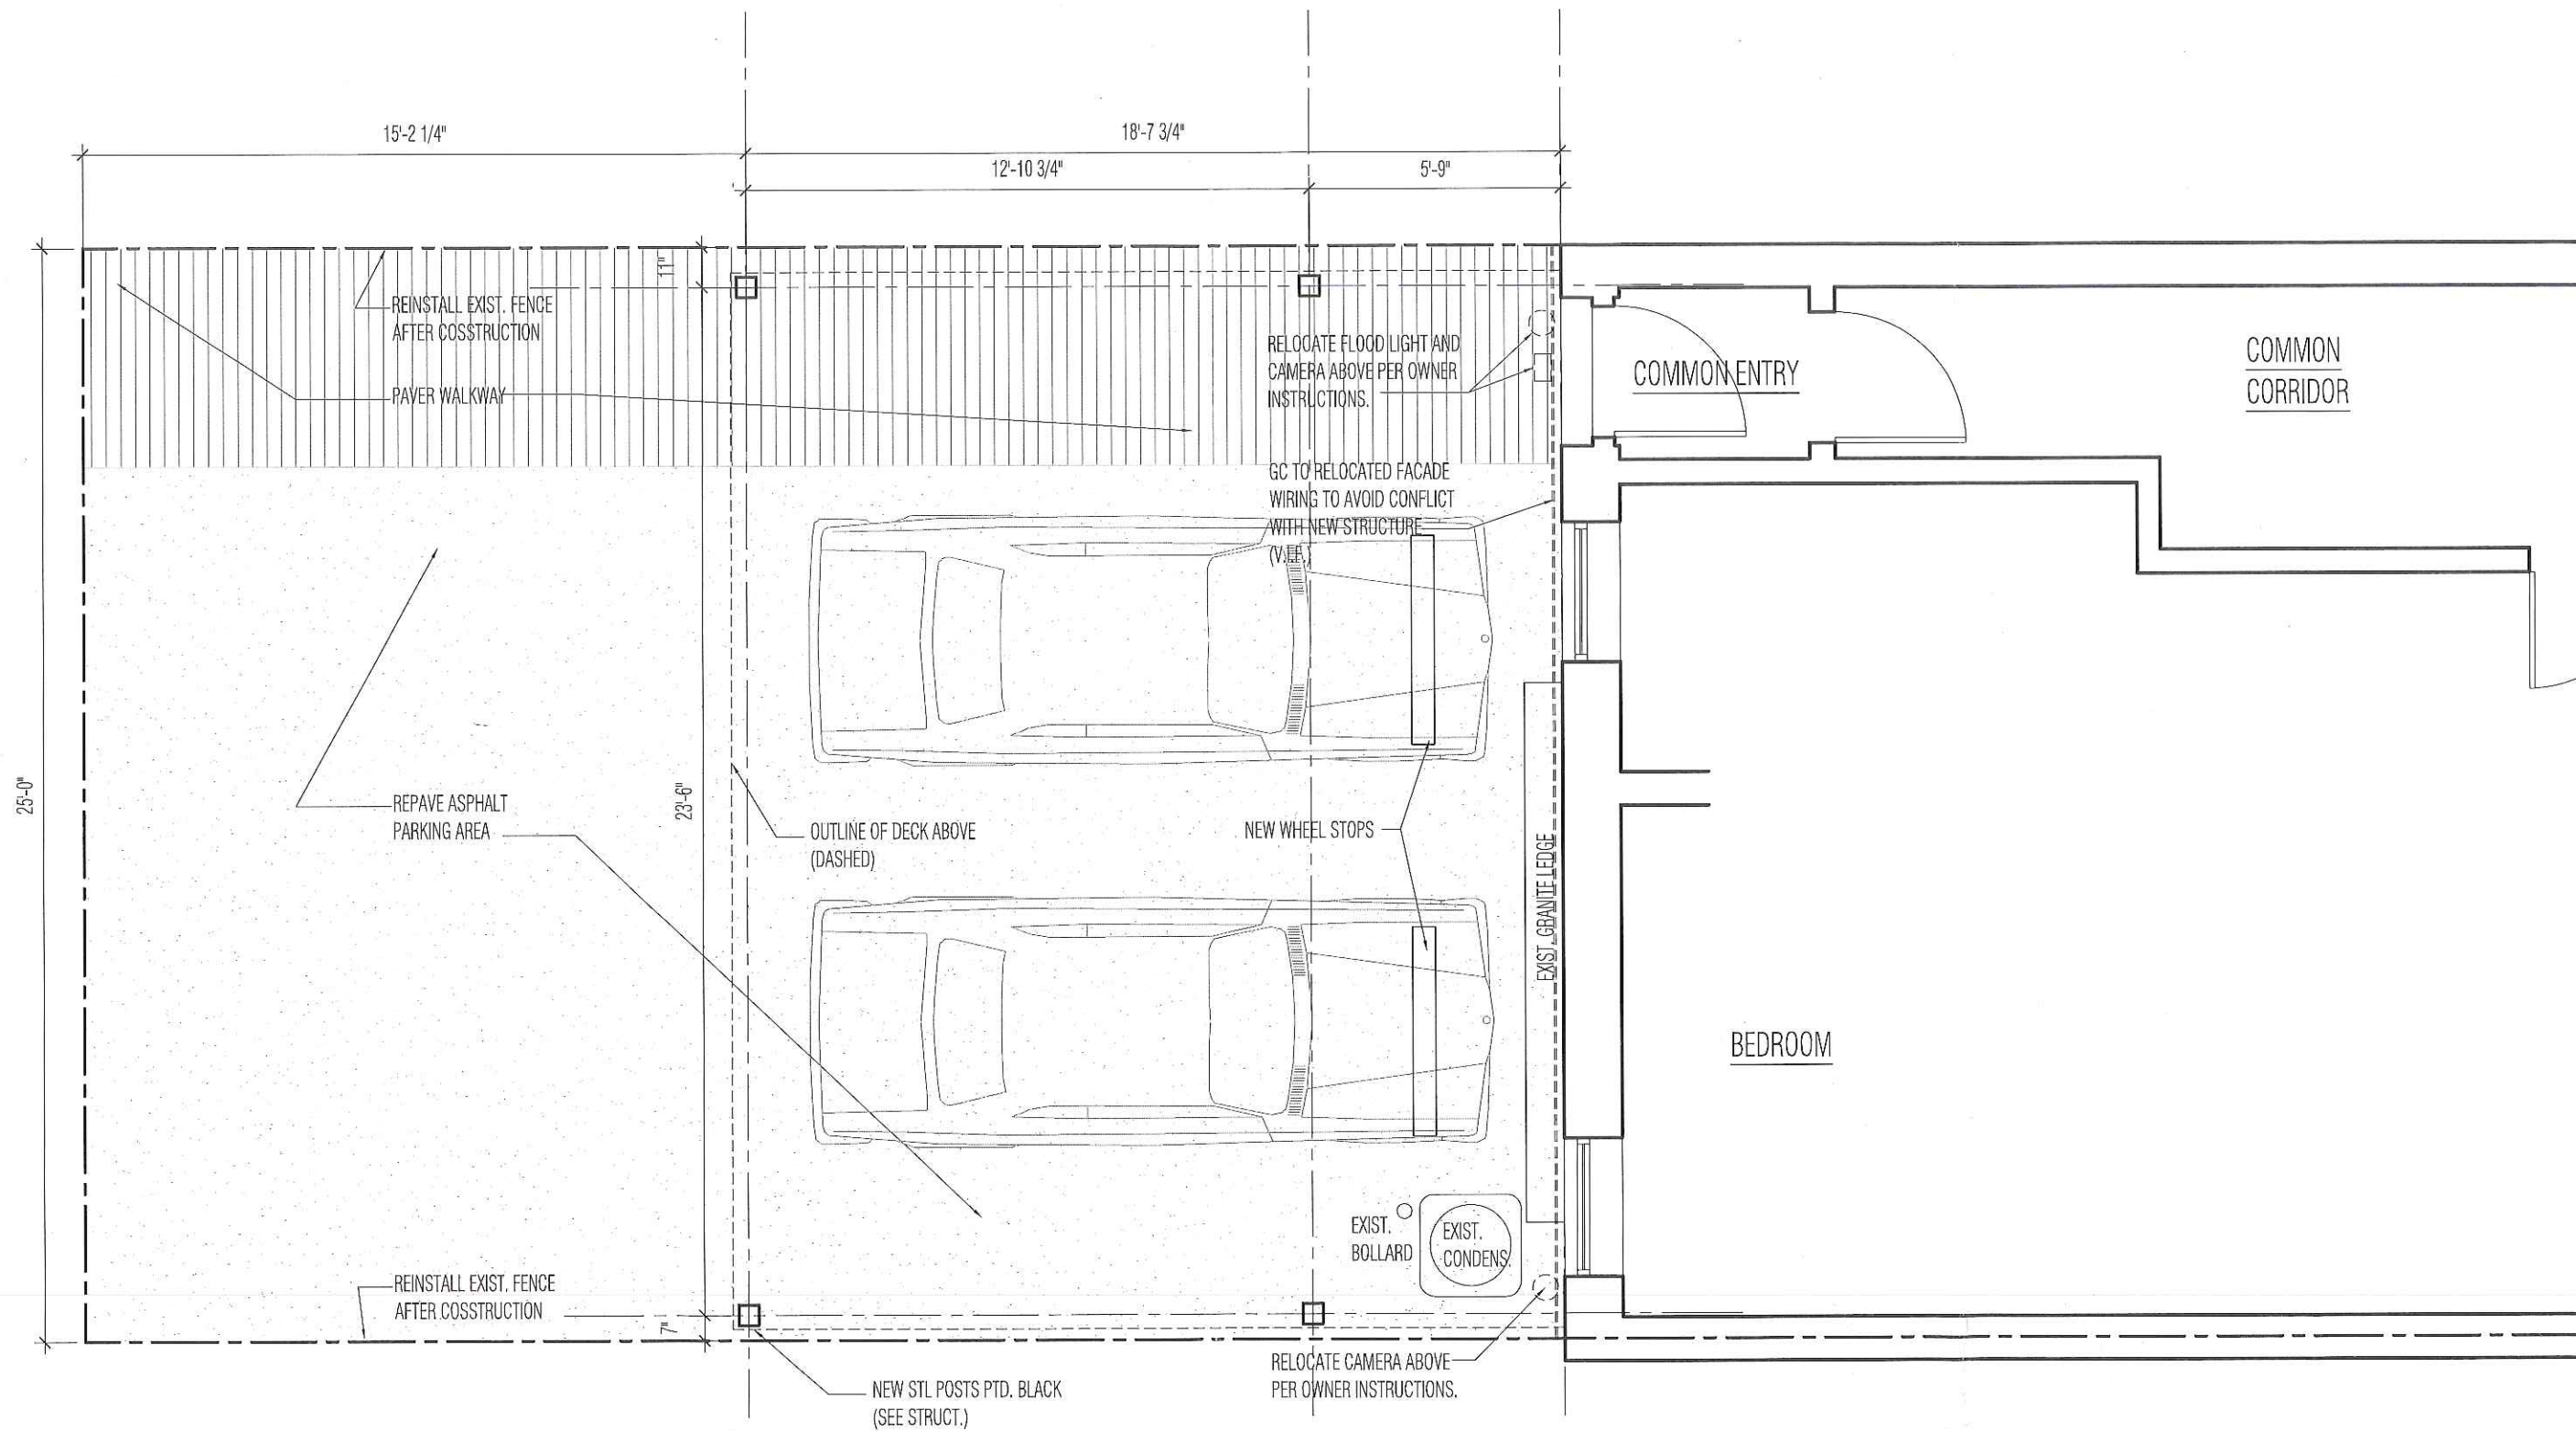 15'-2 1/4"
18'-7 3/4"
12'-10 3/4"
5'-9"
11"
REINSTALL EXIST. FENCE
AFTER COSSTRUCTION
PAVER WALKWAY
RELOCATE FLOOD LIGHT AND
CAMERA ABOVE PER OWNER
INSTRUCTIONS.
COMMON ENTRY
COMMON
CORRIDOR
GC TO RELOCATED FACADE
WIRING TO AVOID CONFLICT
WITH NEW STRUCTURE
(V.I.F.)
25'-0"
23'-6"
REPAVE ASPHALT
PARKING AREA
OUTLINE OF DECK ABOVE
(DASHED)
NEW WHEEL STOPS
EXIST. GRANITE LEDGE
BEDROOM
EXIST.
BOLLARD
EXIST.
CONDENS.
REINSTALL EXIST. FENCE
AFTER COSSTRUCTION
7"
RELOCATE CAMERA ABOVE
PER OWNER INSTRUCTIONS.
NEW STL POSTS PTD. BLACK
(SEE STRUCT.)